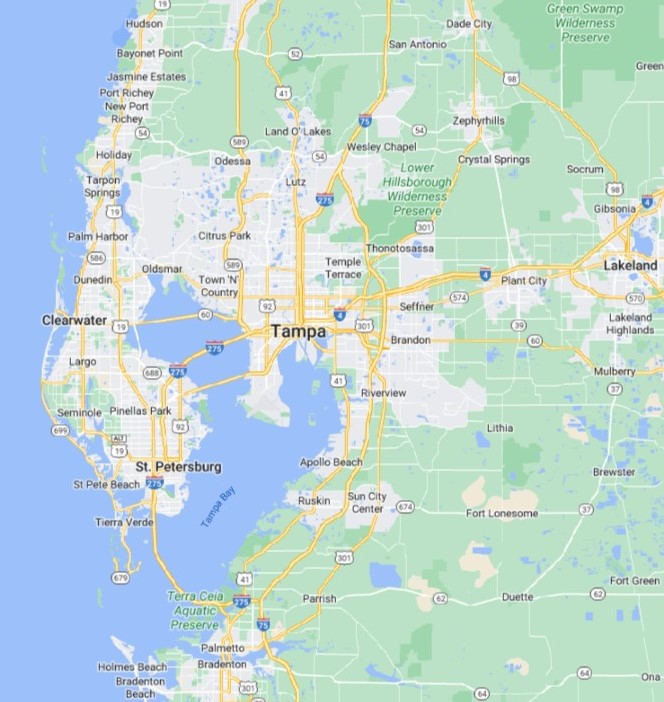 19
Hudson
Dade City
Green Swamp
Wilderness
Preserve
San Antonio
52
Bayonet Point
Green
Jasmine Estates
98
Port Richey
41
New Port
Richey
75
Zephyrhills
54
Land O' Lakes
54
589
Wesley Chapel
Holiday
Odessa
54
Crystal Springs
Lower
Hillsborough
Wilderness
Preserve
Socrum
Tarpon
Springs
Lutz
98
275
4
19
Gibsonia
301
Palm Harbor
Citrus Park
Thonotosassa
586
Temple
Terrace
Oldsmar
589
Lakeland
4
Dunedin
Town 'N'
Country
Plant City
574
570
92
Seffner
60
4
Clearwater
19
Tampa
301
39
Lakeland
Highlands
Brandon
60
275
Largo
275
688
Mulberry
41
37
Riverview
Seminole
Pinellas Park
699
92
Lithia
ALT
19
Apollo Beach
St. Petersburg
Brewster
St Pete Beach
275
Tampa Bay
Ruskin
Sun City
Center
674
Fort Lonesome
37
Tierra Verde
301
679
41
Fort Green
Terra Ceia
Aquatic
Preserve
275
Parrish
62
Duette
62
75
Palmetto
Holmes Beach
Bradenton
Bradenton
Beach
64
Ona
301
64